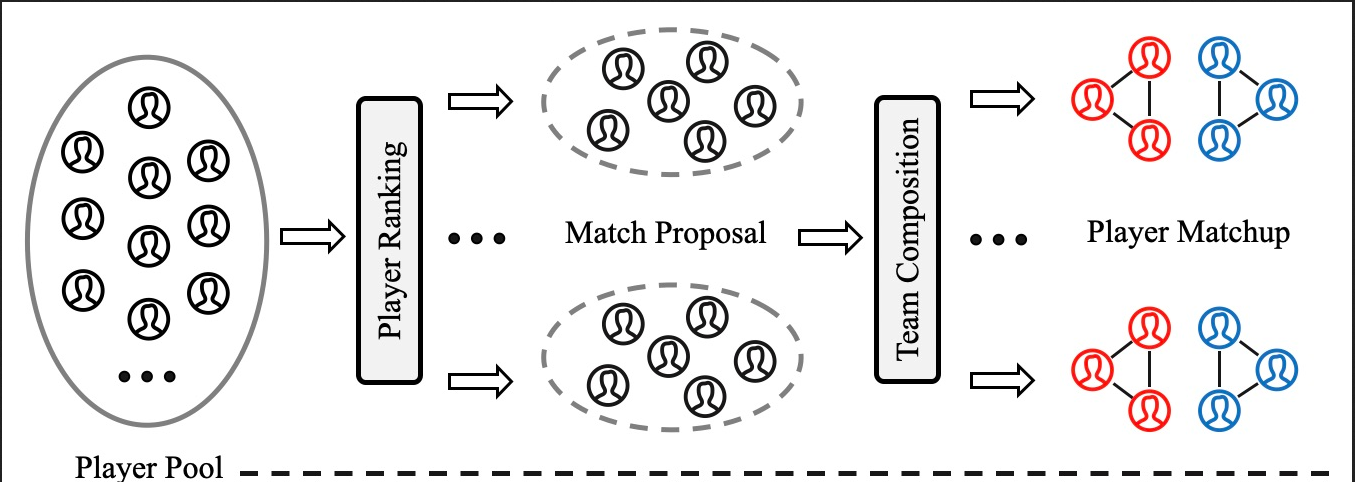 Player Ranking
Match Proposal
Team Composition
Player Matchup
Player Pool